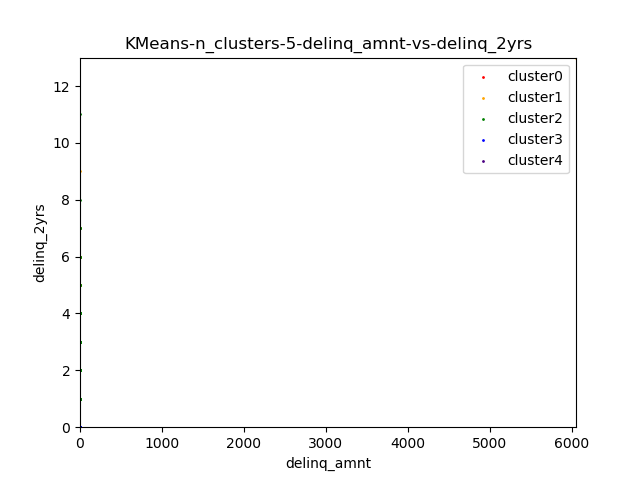 KMeans-n_clusters-5-delinq_amnt-vs-delinq_2yrs
cluster0
cluster1
cluster2
cluster3
cluster4
delinq_2yrs
12
10
8
6
4
2
0
0 1000 2000 3000 4000 5000 6000
delinq_amnt